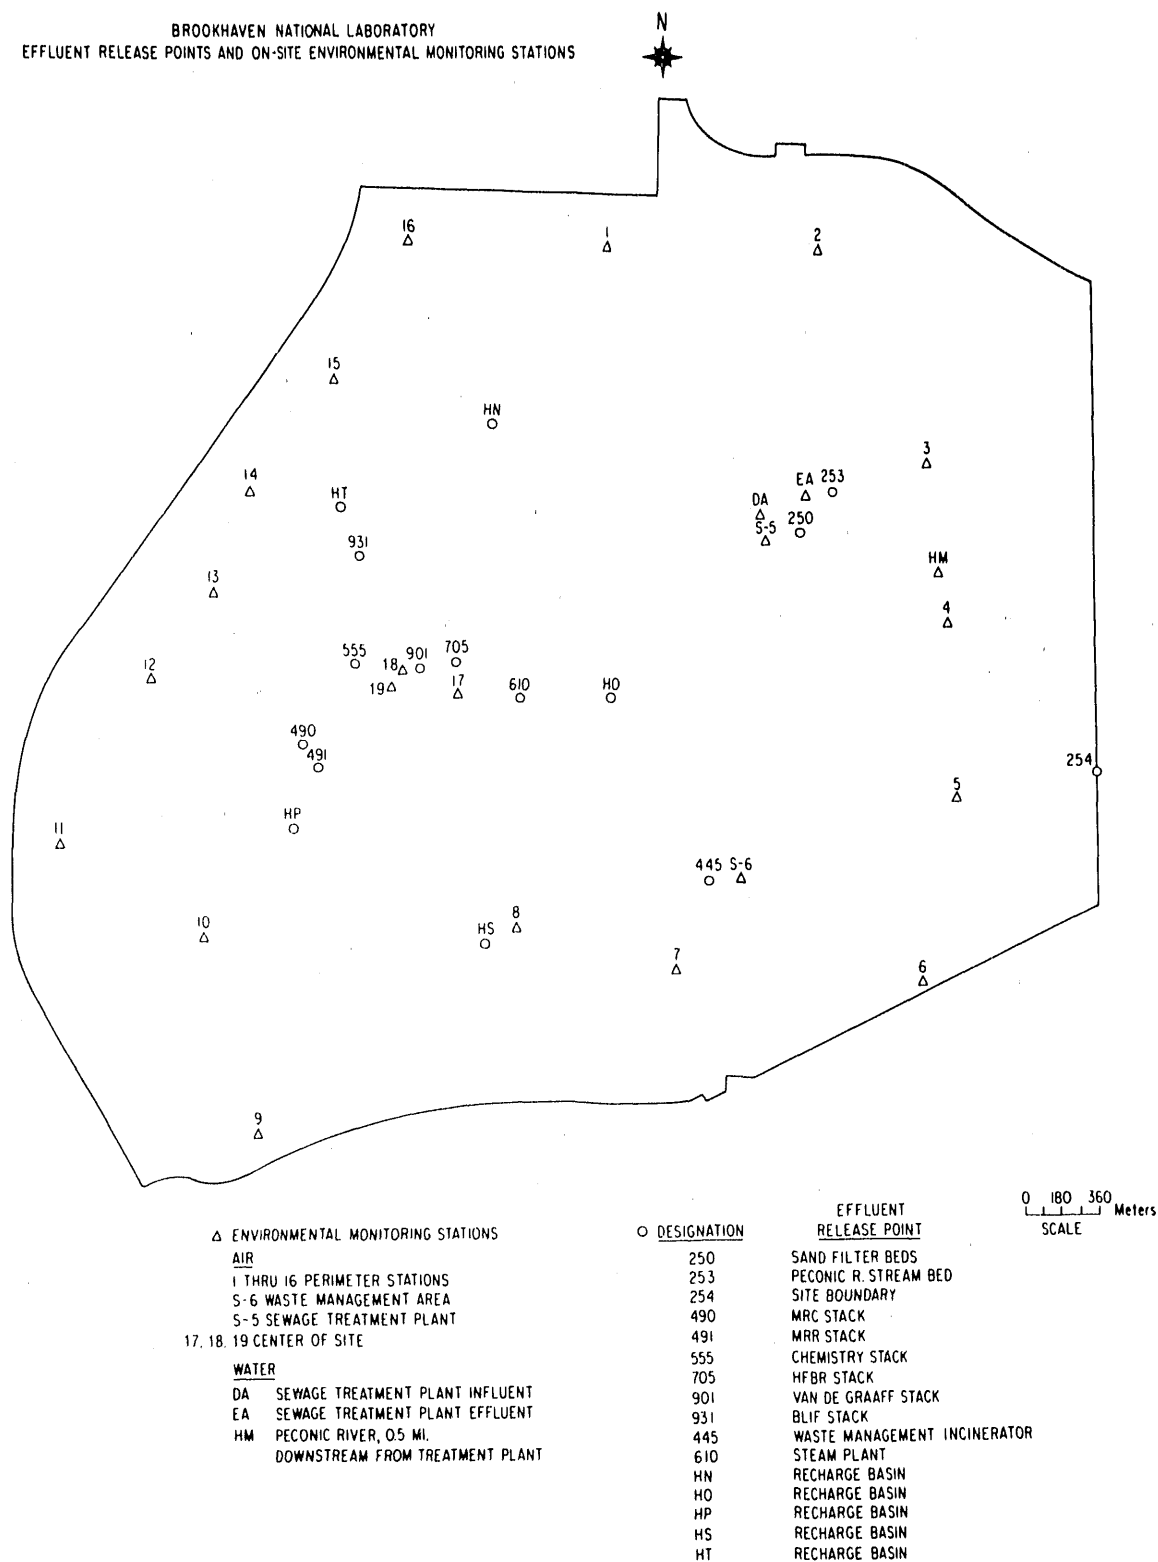 BROOKHAVEN NATIONAL LABORATORY
EFFLUENT RELEASE POINTS AND ON-SITE ENVIRONMENTAL MONITORING STATIONS
N
16
1
2
15
HN
3
14
HT
EA 253
DA
S-5 250
931
HM
13
4
12
555
18
901
705
19
17
610
HO
490
491
254
5
HP
11
445 S-6
10
HS
8
7
6
9
0 180 360 Meters
SCALE
△ ENVIRONMENTAL MONITORING STATIONS
AIR
1 THRU 16 PERIMETER STATIONS
S-6 WASTE MANAGEMENT AREA
S-5 SEWAGE TREATMENT PLANT
17, 18, 19 CENTER OF SITE
WATER
DA SEWAGE TREATMENT PLANT INFLUENT
EA SEWAGE TREATMENT PLANT EFFLUENT
HM PECONIC RIVER, 0.5 MI.
DOWNSTREAM FROM TREATMENT PLANT
EFFLUENT
O DESIGNATION RELEASE POINT
250 SAND FILTER BEDS
253 PECONIC R. STREAM BED
254 SITE BOUNDARY
490 MRC STACK
491 MRR STACK
555 CHEMISTRY STACK
705 HFBR STACK
901 VAN DE GRAAFF STACK
931 BLIF STACK
445 WASTE MANAGEMENT INCINERATOR
610 STEAM PLANT
HN RECHARGE BASIN
HO RECHARGE BASIN
HP RECHARGE BASIN
HS RECHARGE BASIN
HT RECHARGE BASIN